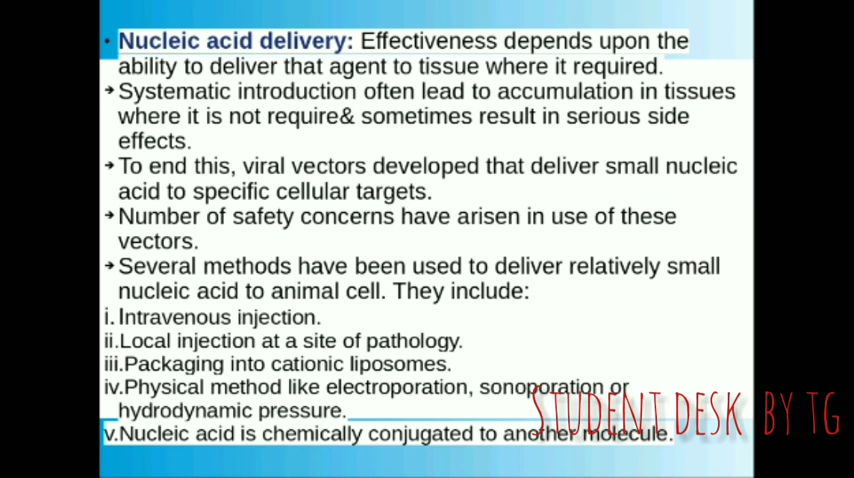 • Nucleic acid delivery: Effectiveness depends upon the
ability to deliver that agent to tissue where it required.
➔ Systematic introduction often lead to accumulation in tissues
where it is not require& sometimes result in serious side
effects.
➔ To end this, viral vectors developed that deliver small nucleic
acid to specific cellular targets.
➔ Number of safety concerns have arisen in use of these
vectors.
➔ Several methods have been used to deliver relatively small
nucleic acid to animal cell. They include:
i. Intravenous injection.
ii.Local injection at a site of pathology.
iii.Packaging into cationic liposomes.
iv.Physical method like electroporation, sonoporation or
hydrodynamic pressure.
STUDENT DESK BY TG
v.Nucleic acid is chemically conjugated to another molecule.